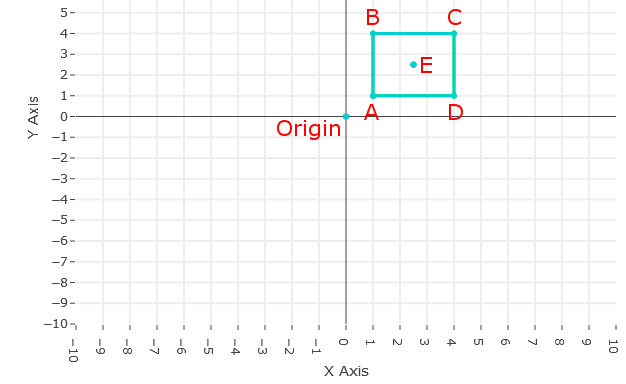 5
B
C
4
3
E
2
1
A
D
0
Origin
−1
−2
−3
−4
−5
−6
−7
−8
−9
−10
Y Axis
−10 −9 −8 −7 −6 −5 −4 −3 −2 −1 0 1 2 3 4 5 6 7 8 9 10
X Axis